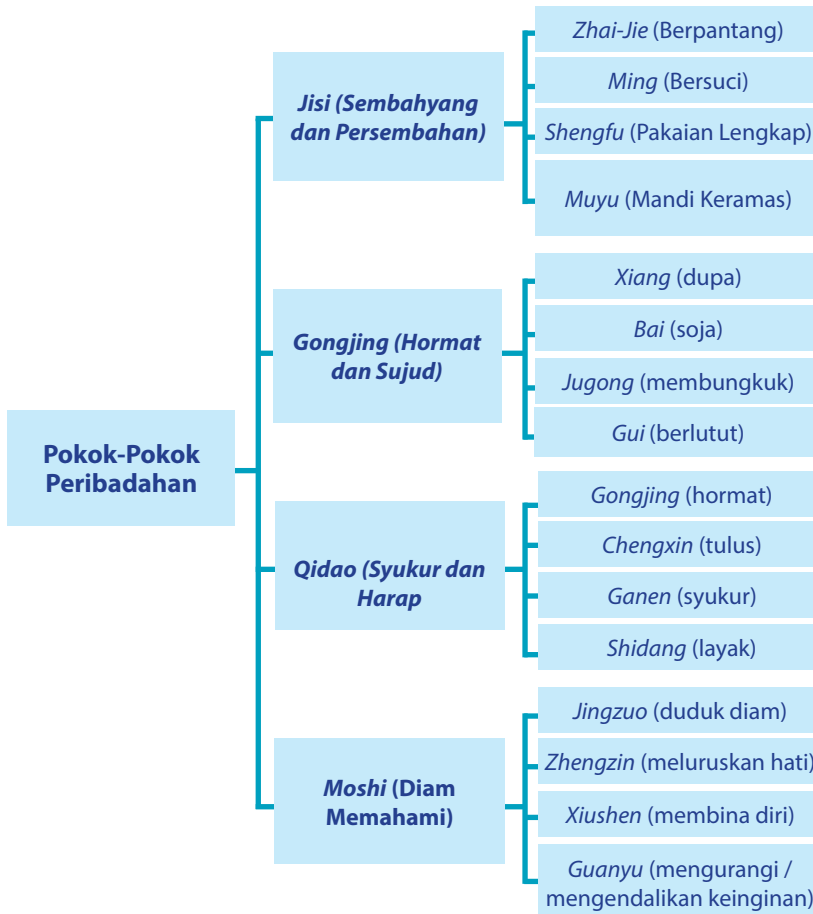 Pokok-Pokok
Peribadahan
Jisi (Sembahyang
dan Persembahan)
Zhai-Jie (Berpantang)
Ming (Bersuci)
Shengfu (Pakaian Lengkap)
Muyu (Mandi Keramas)
Gongjing (Hormat
dan Sujud)
Xiang (dupa)
Bai (soja)
Jugong (membungkuk)
Gui (berlutut)
Qidao (Syukur dan
Harap
Gongjing (hormat)
Chengxin (tulus)
Ganen (syukur)
Shidang (layak)
Moshi (Diam
Memahami)
Jingzuo (duduk diam)
Zhengzin (meluruskan hati)
Xiushen (membina diri)
Guanyu (mengurangi /
mengendalikan keinginan)